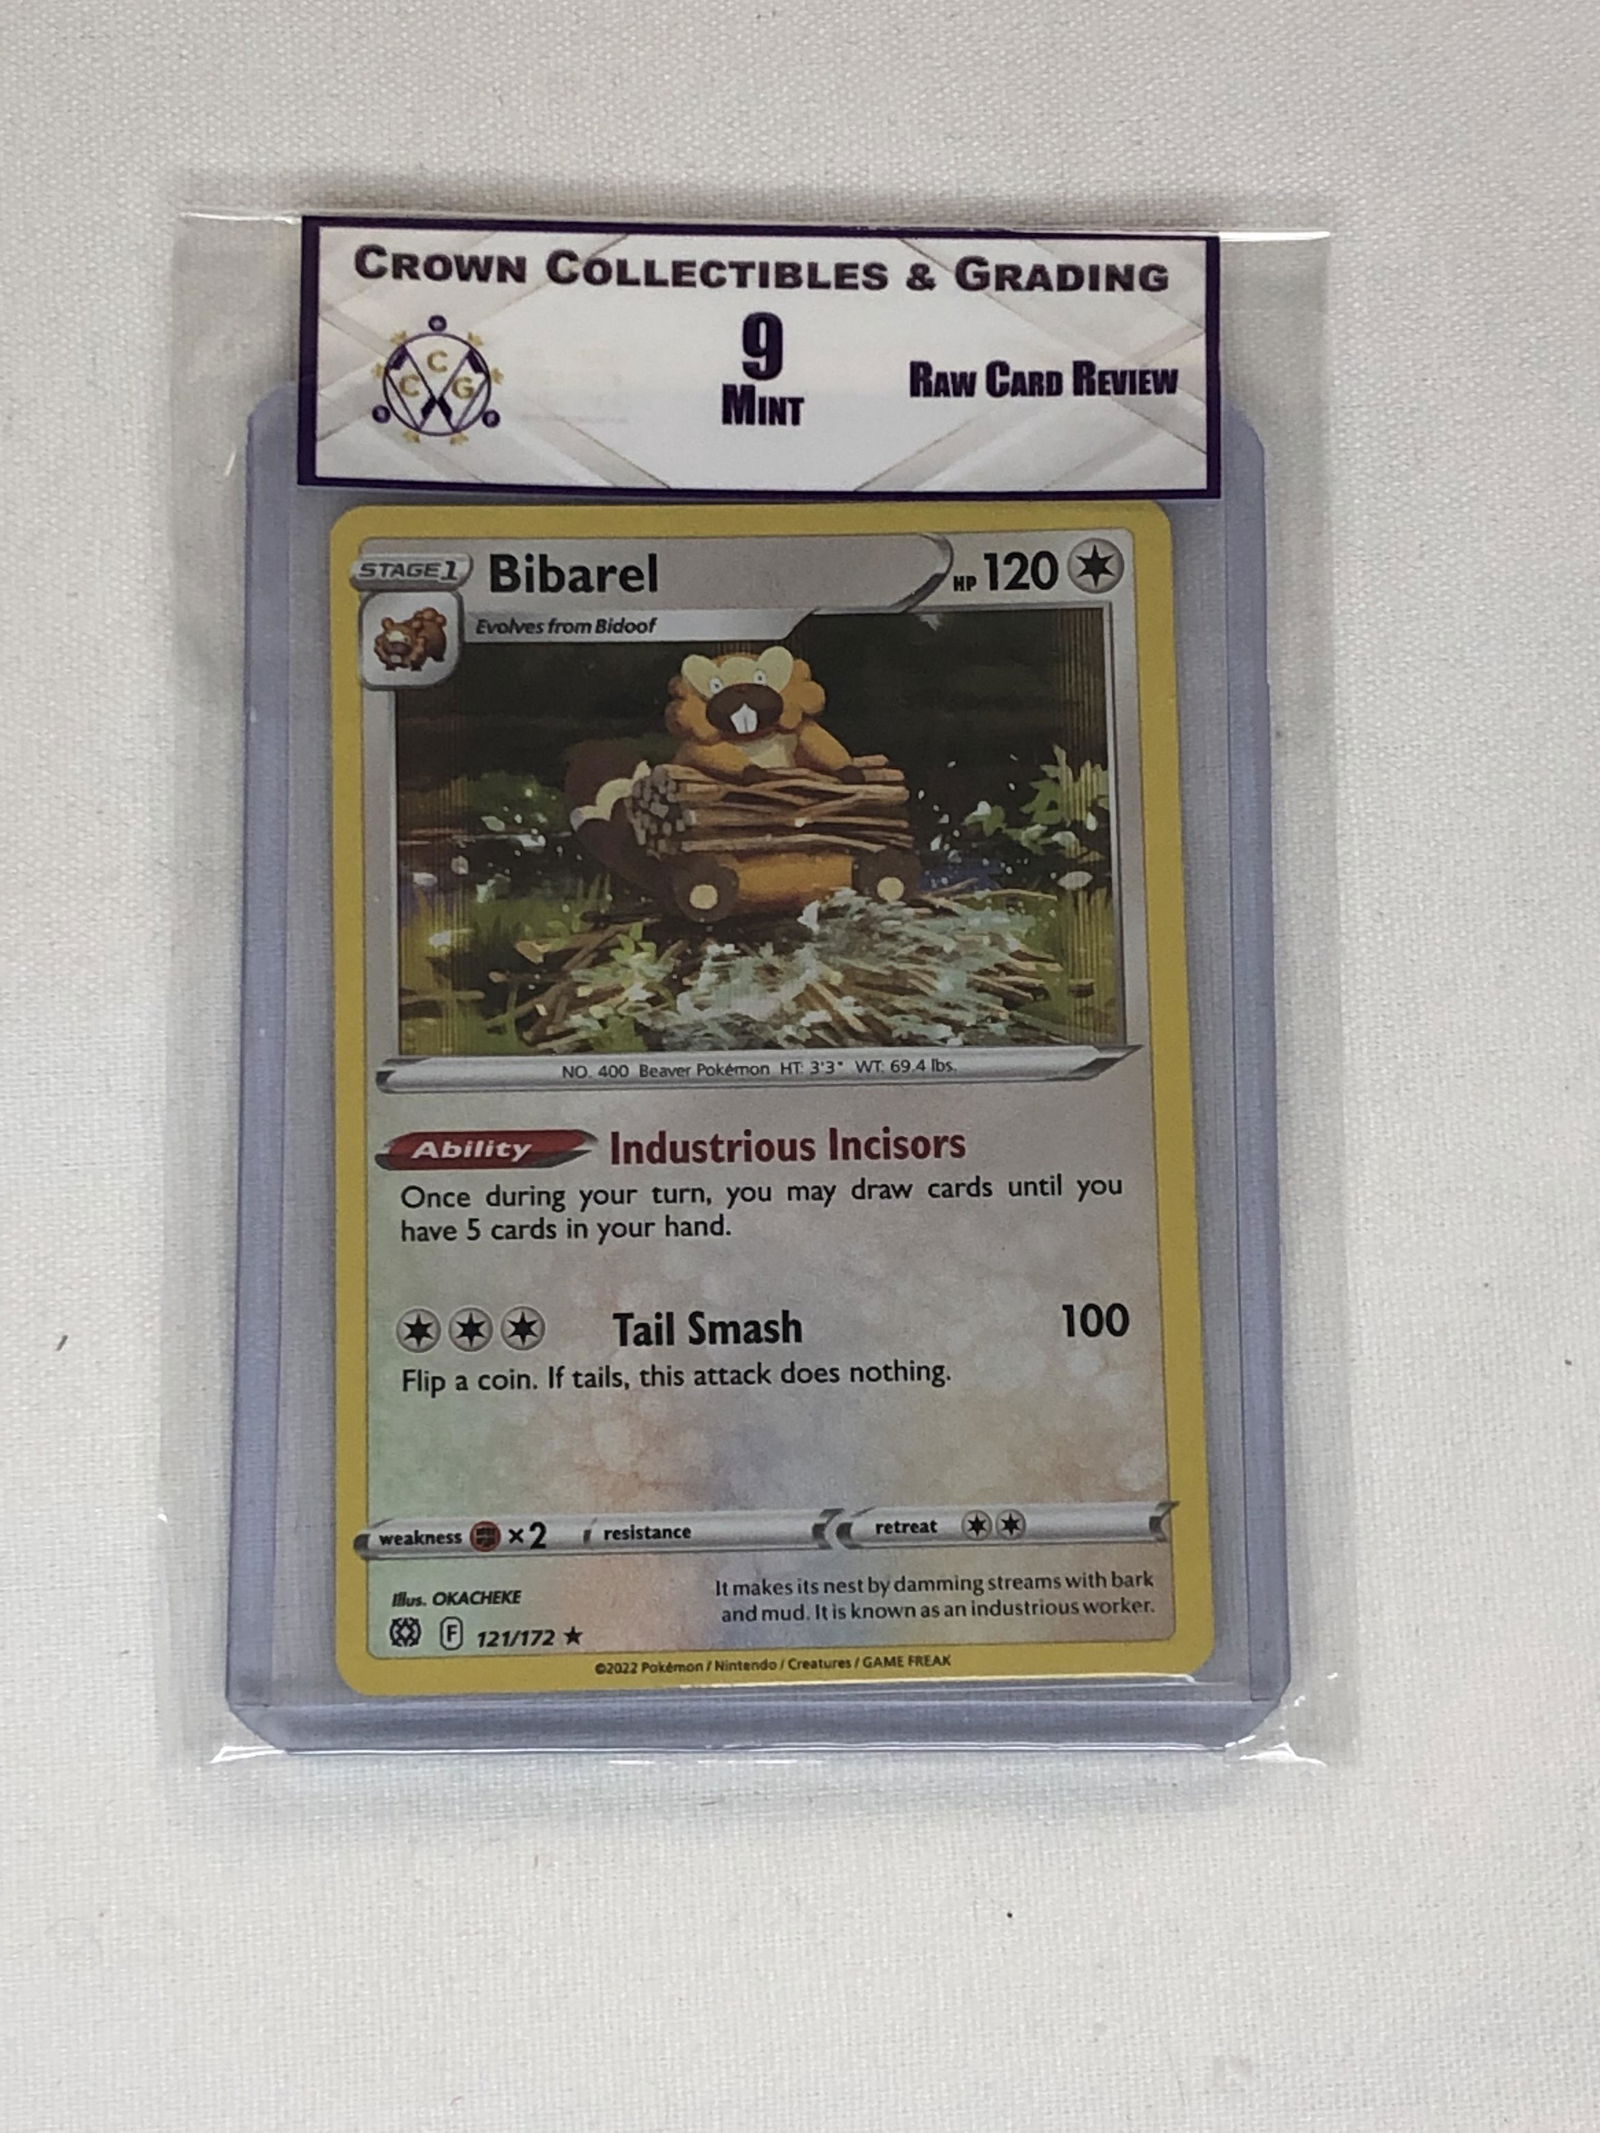 CROWN COLLECTIBLES & GRADING
C
C G
9
MINT
RAW CARD REVIEW
STAGE 1
Bibarel
HP 120
Evolves from Bidoof
NO. 400 Beaver Pokémon HT: 3'3" WT: 69.4 lbs.
Ability Industrious Incisors
Once during your turn, you may draw cards until you
have 5 cards in your hand.
Tail Smash 100
Flip a coin. If tails, this attack does nothing.
weakness ×2 resistance retreat
Illus. OKACHEKE
It makes its nest by damming streams with bark
and mud. It is known as an industrious worker.
F 121/172 ★
©2022 Pokémon / Nintendo / Creatures / GAME FREAK